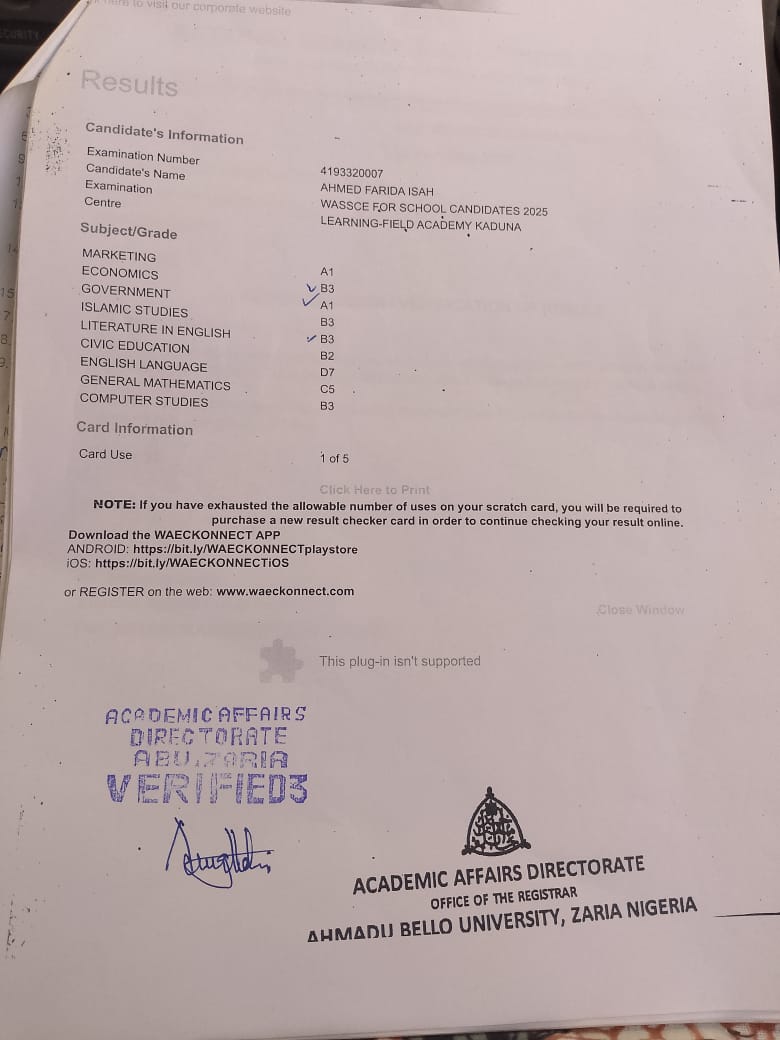 here to visit our corporate website
Results
Candidate's Information
Examination Number 4193320007
Candidate's Name AHMED FARIDA ISAH
Examination WASSCE FOR SCHOOL CANDIDATES 2025
Centre LEARNING-FIELD ACADEMY KADUNA
Subject/Grade
MARKETING A1
ECONOMICS B3
GOVERNMENT A1
ISLAMIC STUDIES B3
LITERATURE IN ENGLISH B3
CIVIC EDUCATION B2
ENGLISH LANGUAGE D7
GENERAL MATHEMATICS C5
COMPUTER STUDIES B3
Card Information
Card Use 1 of 5
Click Here to Print
NOTE: If you have exhausted the allowable number of uses on your scratch card, you will be required to
purchase a new result checker card in order to continue checking your result online.
Download the WAECKONNECT APP
ANDROID: https://bit.ly/WAECKONNECTplaystore
iOS: https://bit.ly/WAECKONNECTiOS
or REGISTER on the web: www.waeckonnect.com
Close Window
This plug-in isn't supported
ACADEMIC AFFAIRS
DIRECTORATE
ABU, ZARIA
VERIFIED3
ACADEMIC AFFAIRS DIRECTORATE
OFFICE OF THE REGISTRAR
AHMADU BELLO UNIVERSITY, ZARIA NIGERIA